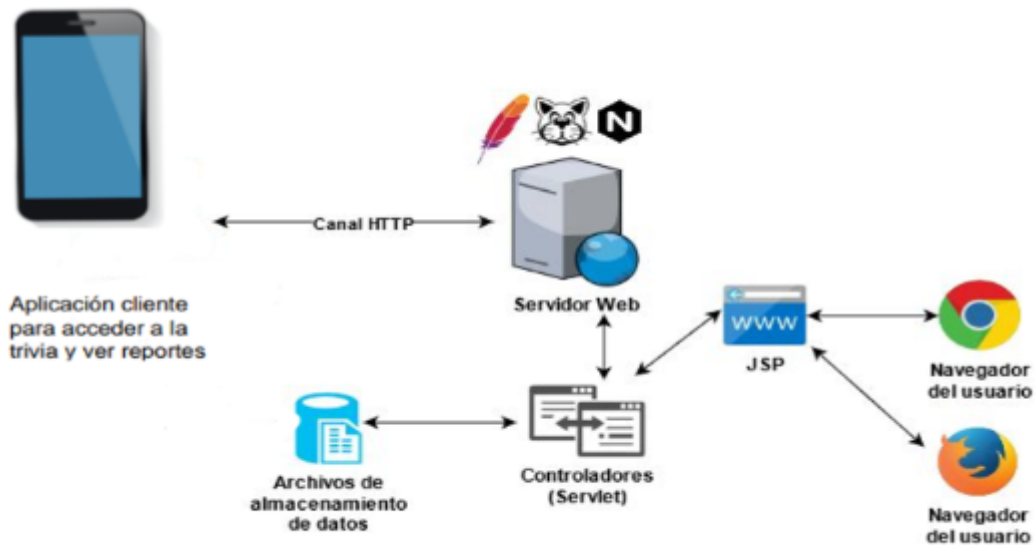 Canal HTTP
Servidor Web
Aplicación cliente
para acceder a la
trivia y ver reportes
www
JSP
Navegador
del usuario
Archivos de
almacenamiento
de datos
Controladores
(Servlet)
Navegador
del usuario